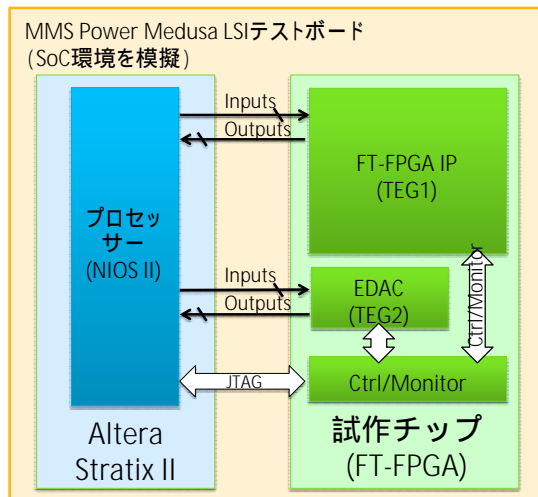 MMS Power Medusa LSIテストボード
(SoC環境を模擬)
Inputs
Outputs
FT-FPGA IP
(TEG1)
プロセッ
サー
(NIOS II)
Ctrl/Monitor
Inputs
Outputs
EDAC
(TEG2)
JTAG
Ctrl/Monitor
Altera
Stratix II
試作チップ
(FT-FPGA)